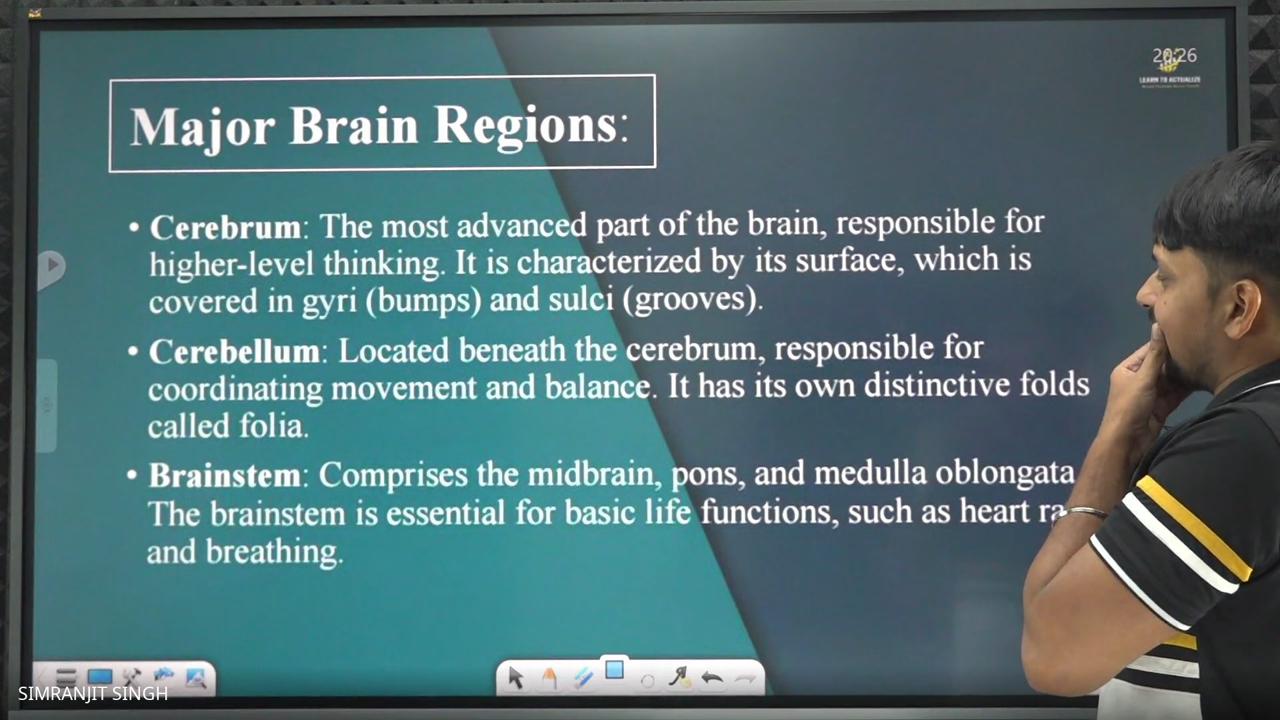 20:26
LEARN TO ACTUALIZE
Major Brain Regions:
• Cerebrum: The most advanced part of the brain, responsible for
higher-level thinking. It is characterized by its surface, which is
covered in gyri (bumps) and sulci (grooves).
• Cerebellum: Located beneath the cerebrum, responsible for
coordinating movement and balance. It has its own distinctive folds
called folia.
• Brainstem: Comprises the midbrain, pons, and medulla oblongata
The brainstem is essential for basic life functions, such as heart ra
and breathing.
SIMRANJIT SINGH